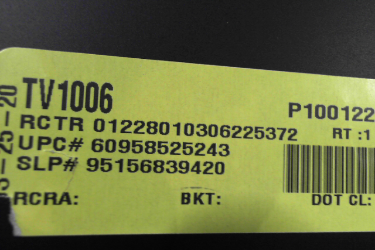 TV1006
P100122
RCTR 01228010306225372
RT :1
UPC# 60958525243
SLP# 95156839420
RCRA:
BKT:
DOT CL: